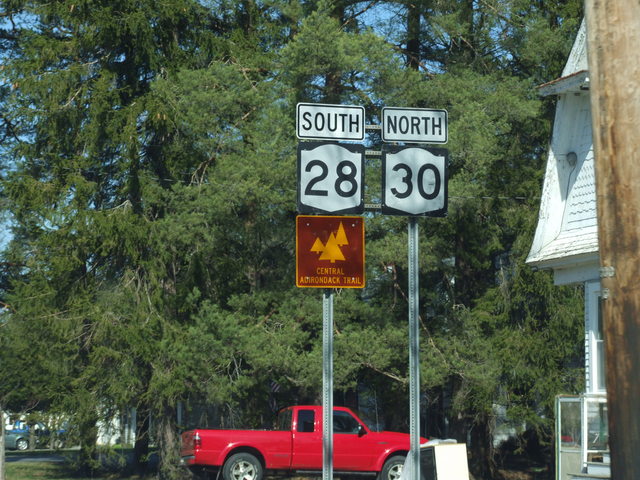 SOUTH
28
CENTRAL
ADIRONDACK TRAIL
NORTH
30